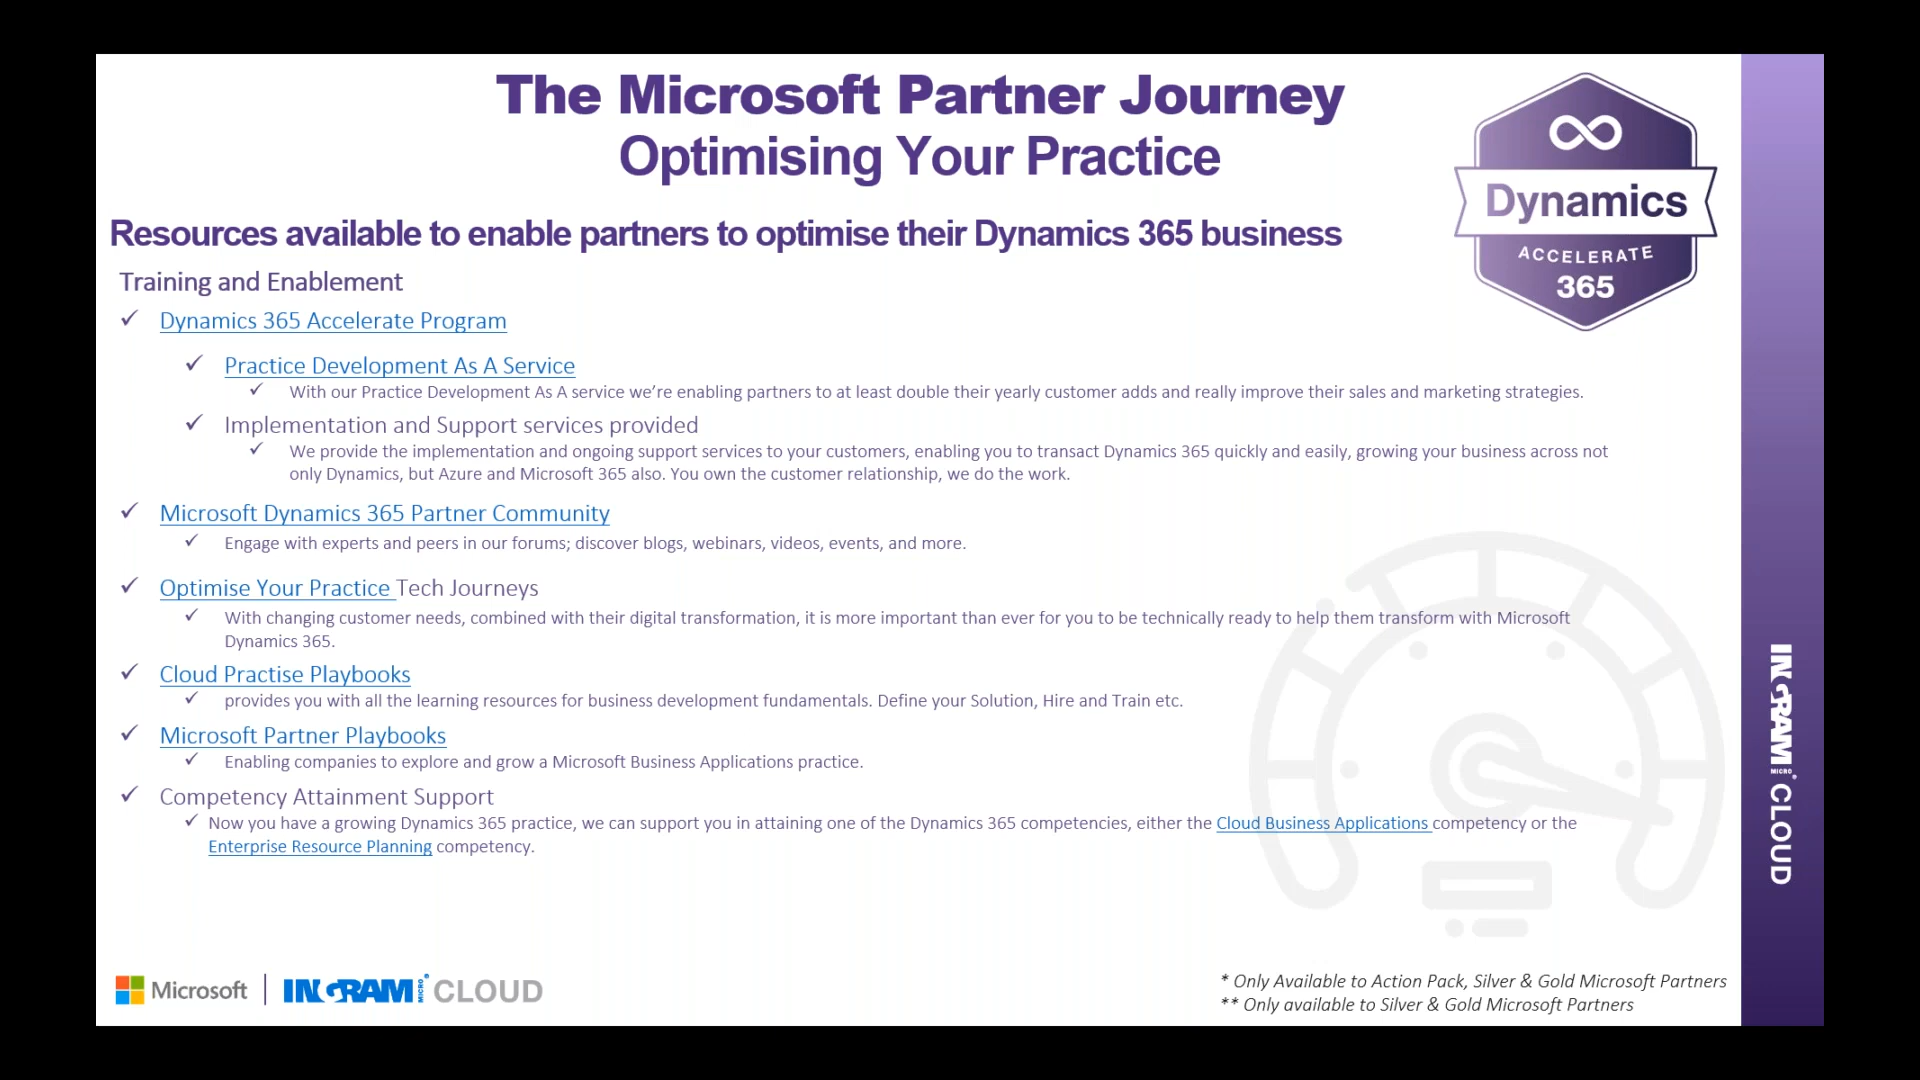 The Microsoft Partner Journey
Optimising Your Practice
Dynamics
ACCELERATE
365
Resources available to enable partners to optimise their Dynamics 365 business
Training and Enablement
✓ Dynamics 365 Accelerate Program
✓ Practice Development As A Service
✓ With our Practice Development As A service we’re enabling partners to at least double their yearly customer adds and really improve their sales and marketing strategies.
✓ Implementation and Support services provided
✓ We provide the implementation and ongoing support services to your customers, enabling you to transact Dynamics 365 quickly and easily, growing your business across not
only Dynamics, but Azure and Microsoft 365 also. You own the customer relationship, we do the work.
✓ Microsoft Dynamics 365 Partner Community
✓ Engage with experts and peers in our forums; discover blogs, webinars, videos, events, and more.
✓ Optimise Your Practice Tech Journeys
✓ With changing customer needs, combined with their digital transformation, it is more important than ever for you to be technically ready to help them transform with Microsoft
Dynamics 365.
✓ Cloud Practise Playbooks
✓ provides you with all the learning resources for business development fundamentals. Define your Solution, Hire and Train etc.
✓ Microsoft Partner Playbooks
✓ Enabling companies to explore and grow a Microsoft Business Applications practice.
✓ Competency Attainment Support
✓ Now you have a growing Dynamics 365 practice, we can support you in attaining one of the Dynamics 365 competencies, either the Cloud Business Applications competency or the
Enterprise Resource Planning competency.
INGRAM MICRO CLOUD
Microsoft | INGRAM MICRO CLOUD
* Only Available to Action Pack, Silver & Gold Microsoft Partners
** Only available to Silver & Gold Microsoft Partners